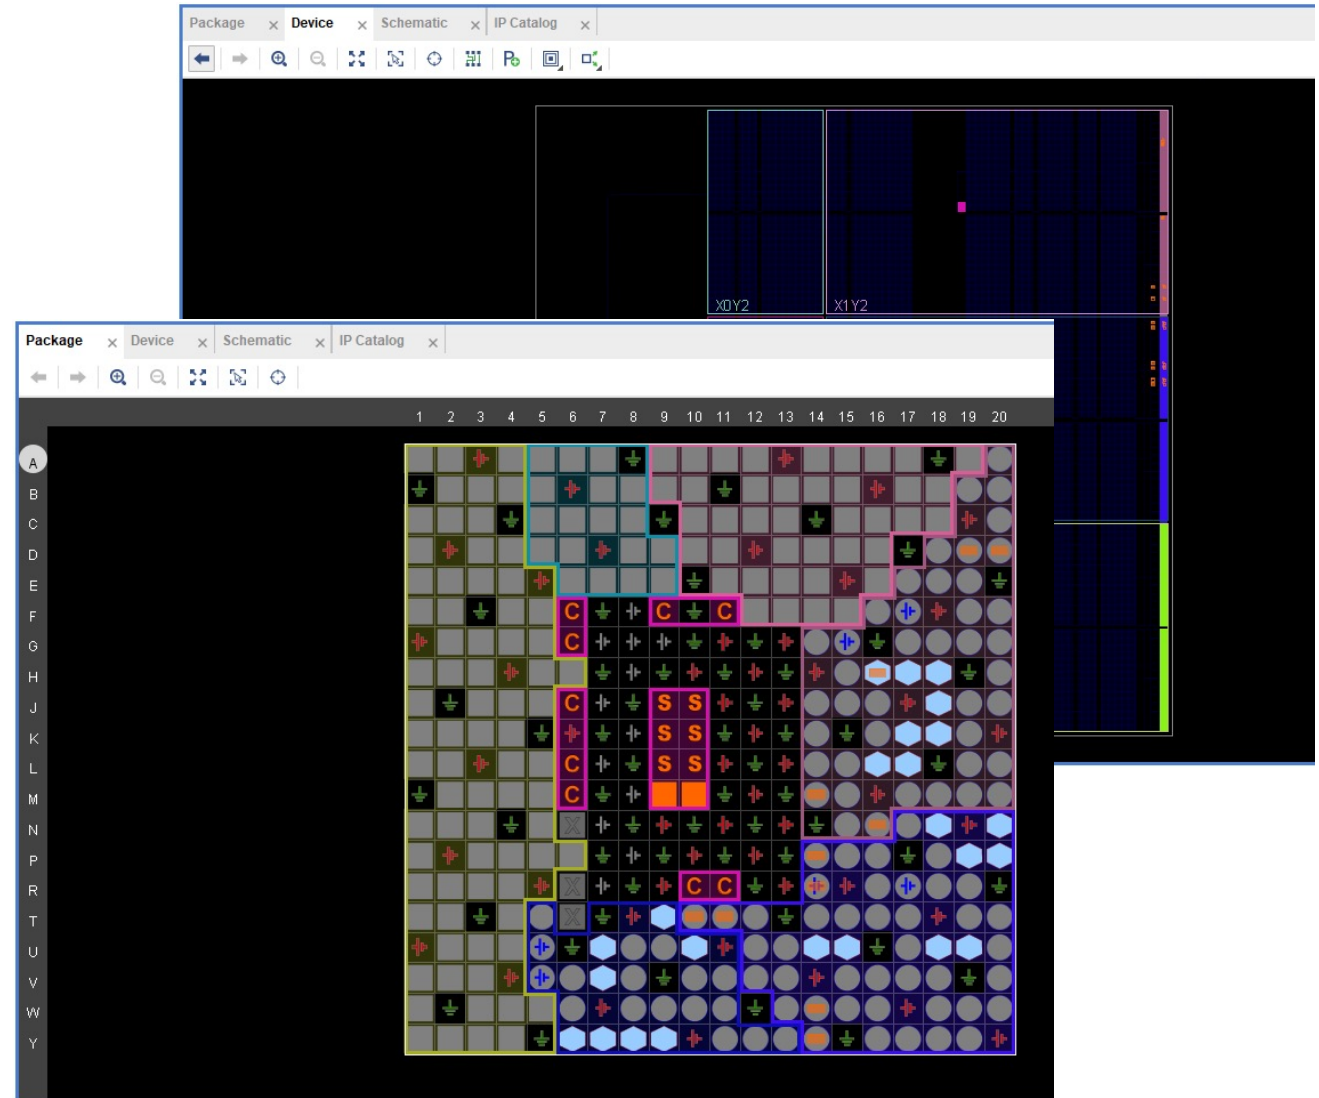 Package Device Schematic IP Catalog
X0Y2 X1Y2
Package Device Schematic IP Catalog
1 2 3 4 5 6 7 8 9 10 11 12 13 14 15 16 17 18 19 20
A
B
C
D
E
F C C C
G C
H
J C S S
K S S
L C S S
M C
N X
P
R X C C
T X
U
V
W
Y